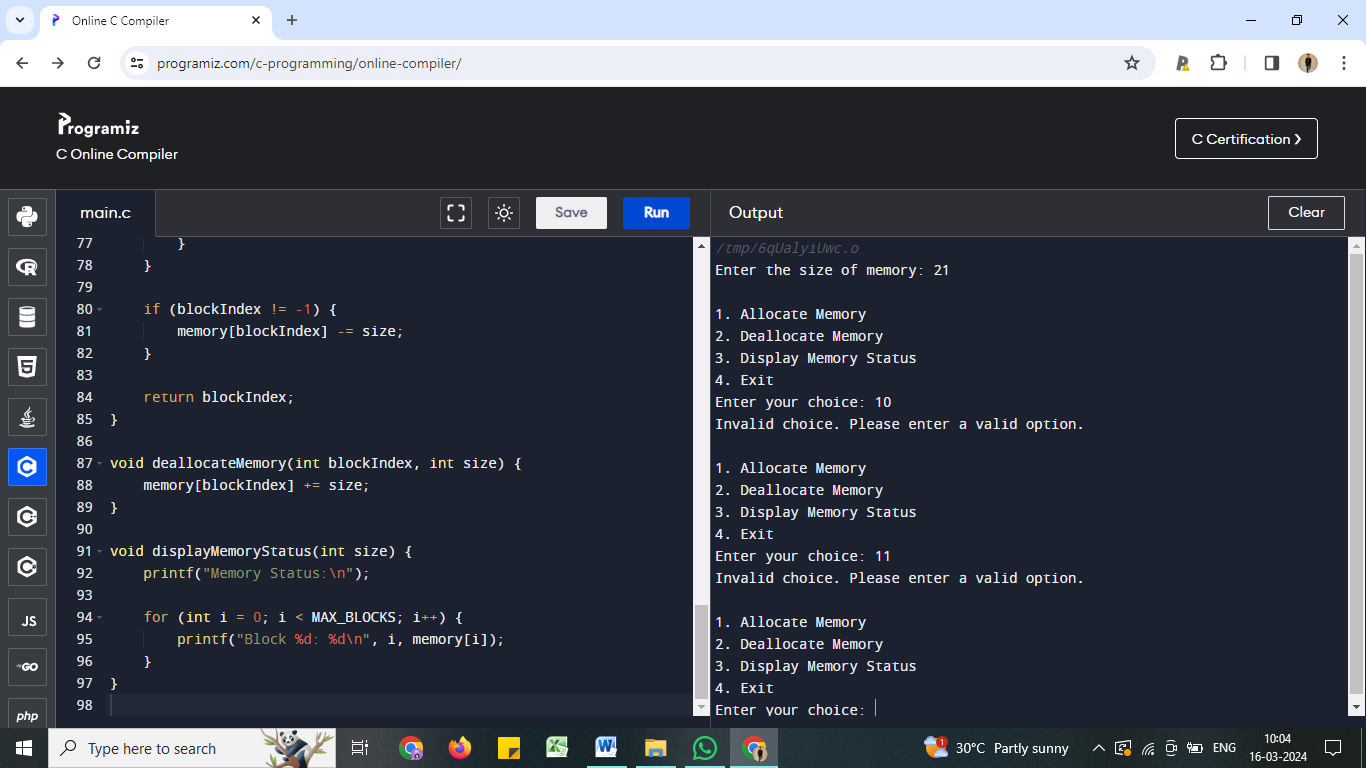 Online C Compiler
programiz.com/c-programming/online-compiler/
Programiz
C Online Compiler
C Certification ❯
main.c
Save
Run
Output
Clear
77 }
78 }
79
80 if (blockIndex != -1) {
81 memory[blockIndex] -= size;
82 }
83
84 return blockIndex;
85 }
86
87 void deallocateMemory(int blockIndex, int size) {
88 memory[blockIndex] += size;
89 }
90
91 void displayMemoryStatus(int size) {
92 printf("Memory Status:\n");
93
94 for (int i = 0; i < MAX_BLOCKS; i++) {
95 printf("Block %d: %d\n", i, memory[i]);
96 }
97 }
98
/tmp/6qUalyiUwc.o
Enter the size of memory: 21
1. Allocate Memory
2. Deallocate Memory
3. Display Memory Status
4. Exit
Enter your choice: 10
Invalid choice. Please enter a valid option.
1. Allocate Memory
2. Deallocate Memory
3. Display Memory Status
4. Exit
Enter your choice: 11
Invalid choice. Please enter a valid option.
1. Allocate Memory
2. Deallocate Memory
3. Display Memory Status
4. Exit
Enter your choice:
JS
GO
php
Type here to search
1
30°C Partly sunny
ENG
10:04
16-03-2024